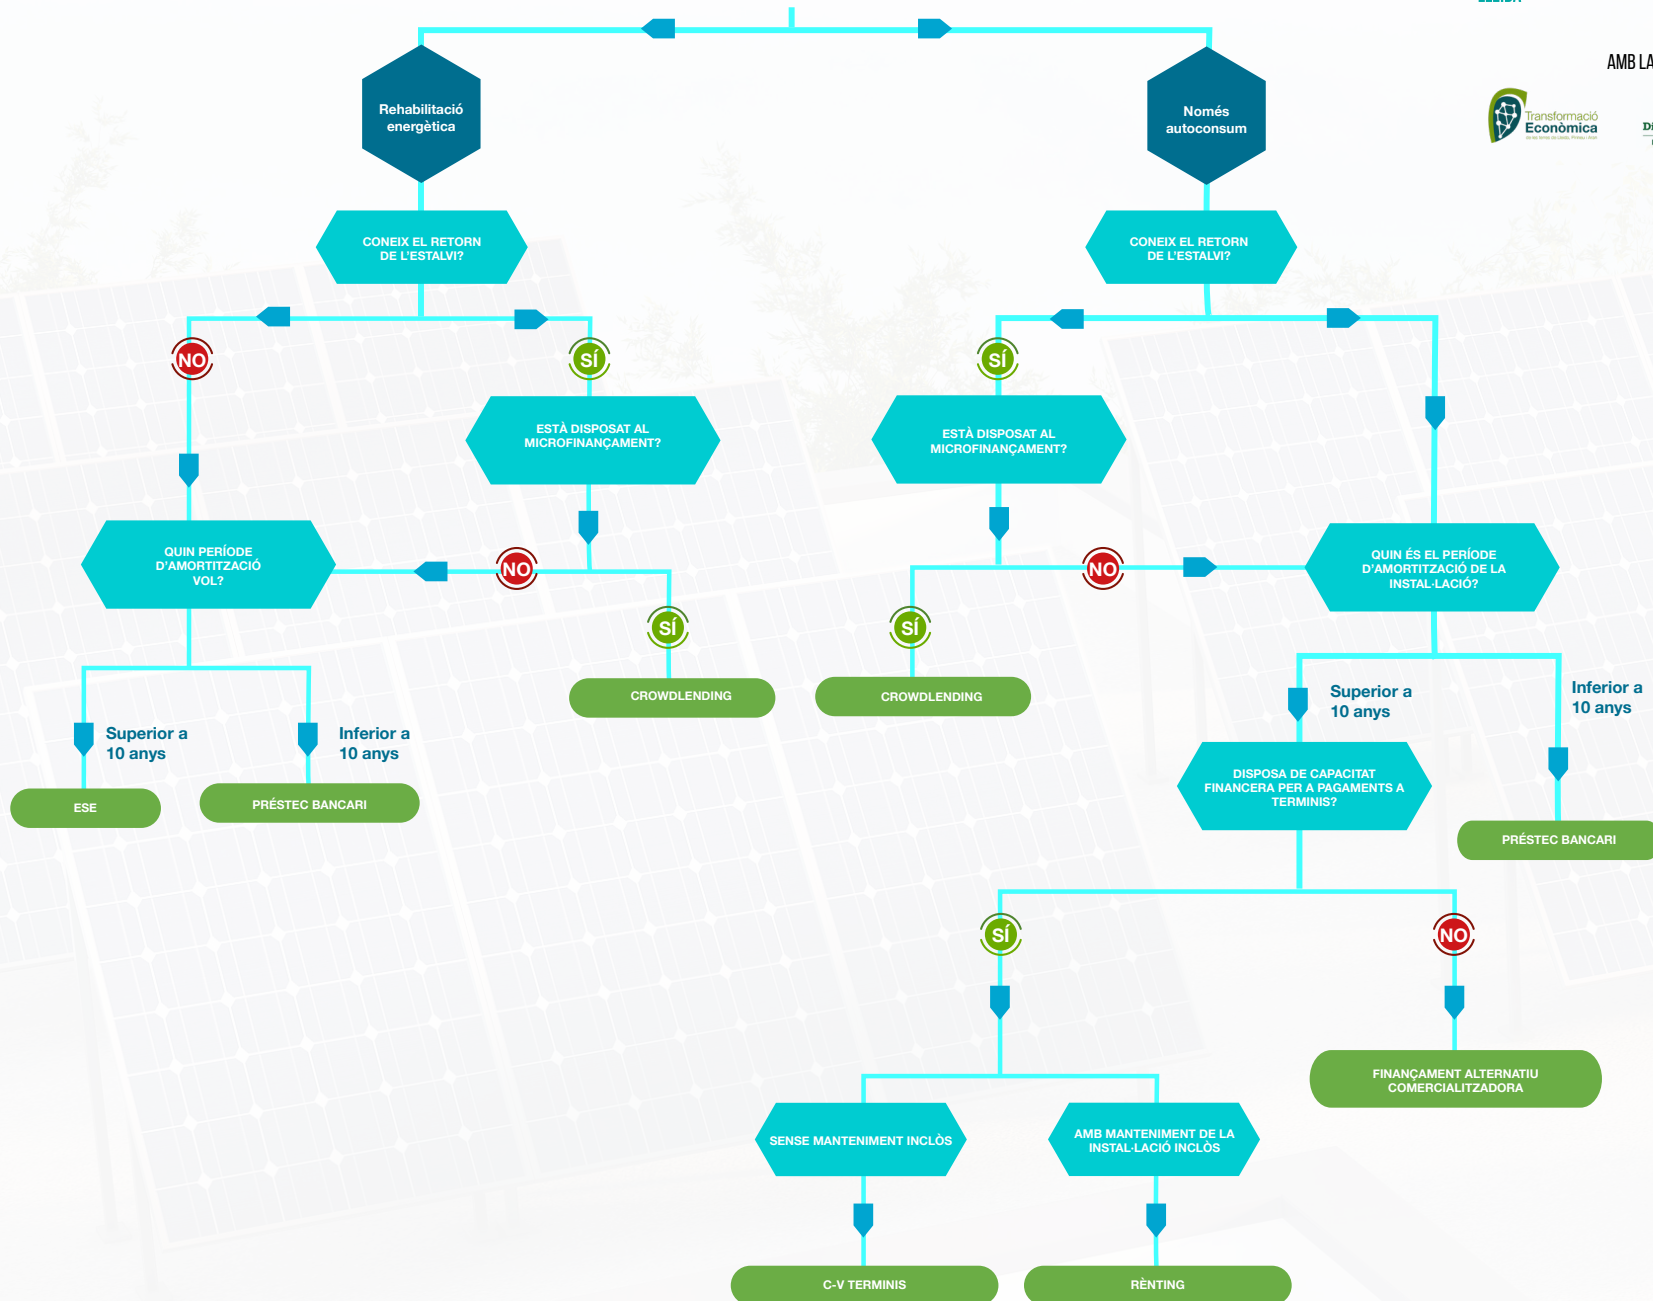 AMB LA
Transformació
Econòmica
Rehabilitació
energètica
Només
autoconsum
CONEIX EL RETORN
DE L'ESTALVI?
CONEIX EL RETORN
DE L'ESTALVI?
NO
SÍ
SÍ
ESTÀ DISPOSAT AL
MICROFINANÇAMENT?
ESTÀ DISPOSAT AL
MICROFINANÇAMENT?
QUIN PERÍODE
D'AMORTITZACIÓ
VOL?
NO
NO
QUIN ÉS EL PERÍODE
D'AMORTITZACIÓ DE LA
INSTAL·LACIÓ?
SÍ
SÍ
CROWDLENDING
CROWDLENDING
Superior a
10 anys
Inferior a
10 anys
Superior a
10 anys
Inferior a
10 anys
ESE
PRÉSTEC BANCARI
DISPOSA DE CAPACITAT
FINANCERA PER A PAGAMENTS A
TERMINIS?
PRÉSTEC BANCARI
SÍ
NO
FINANÇAMENT ALTERNATIU
COMERCIALITZADORA
SENSE MANTENIMENT INCLÒS
AMB MANTENIMENT DE LA
INSTAL·LACIÓ INCLÒS
C-V TERMINIS
RÈNTING